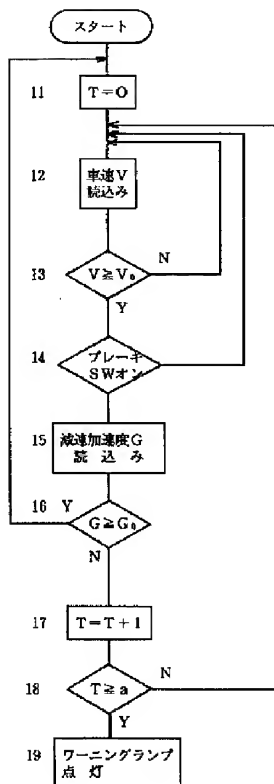 スタート
11
T=0
12
車速V
読込み
13
V≧V₀
N
Y
14
ブレーキ
SWオン
15
減速加速度G
読込み
16
Y
G≧G₀
N
17
T=T+1
18
T≧a
N
Y
19
ワーニングランプ
点灯